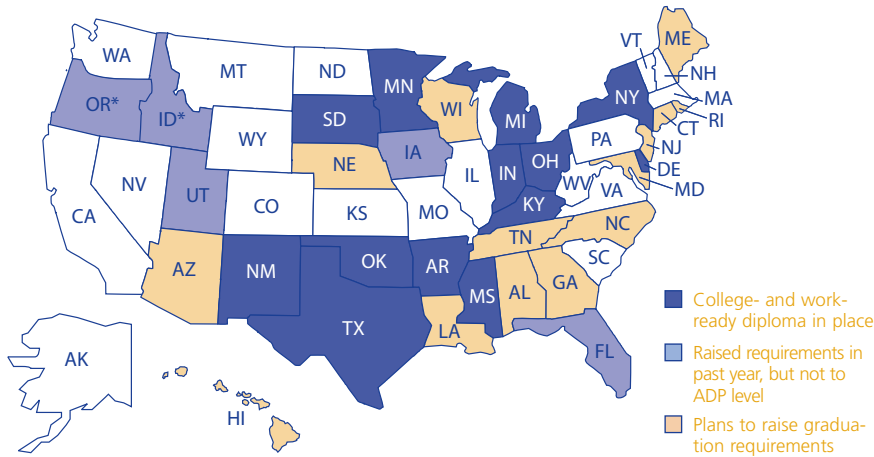 WA
MT
ND
MN
VT
ME
NH
OR*
ID*
SD
WI
MI
NY
MA
WY
CT
RI
NE
IA
PA
NJ
NV
UT
IL
IN
OH
DE
CA
CO
WV
VA
MD
KS
MO
KY
NC
TN
AZ
NM
OK
AR
SC
MS
AL
GA
TX
LA
FL
AK
HI
College- and work-
ready diploma in place
Raised requirements in
past year, but not to
ADP level
Plans to raise gradua-
tion requirements